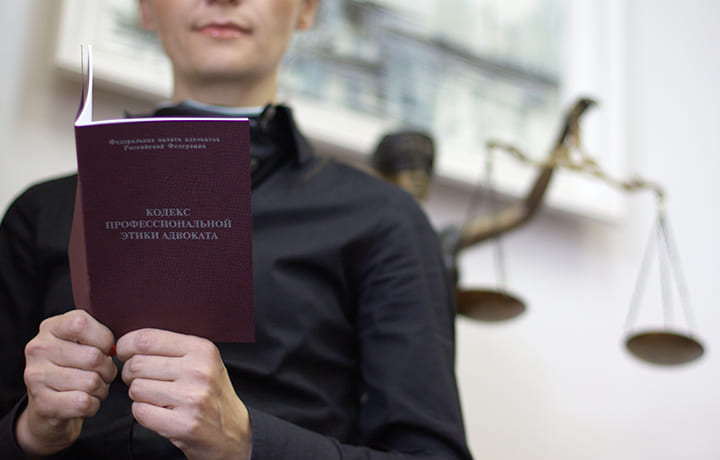 Федеральная палата адвокатов
Российской Федерации
КОДЕКС
ПРОФЕССИОНАЛЬНОЙ
ЭТИКИ АДВОКАТА